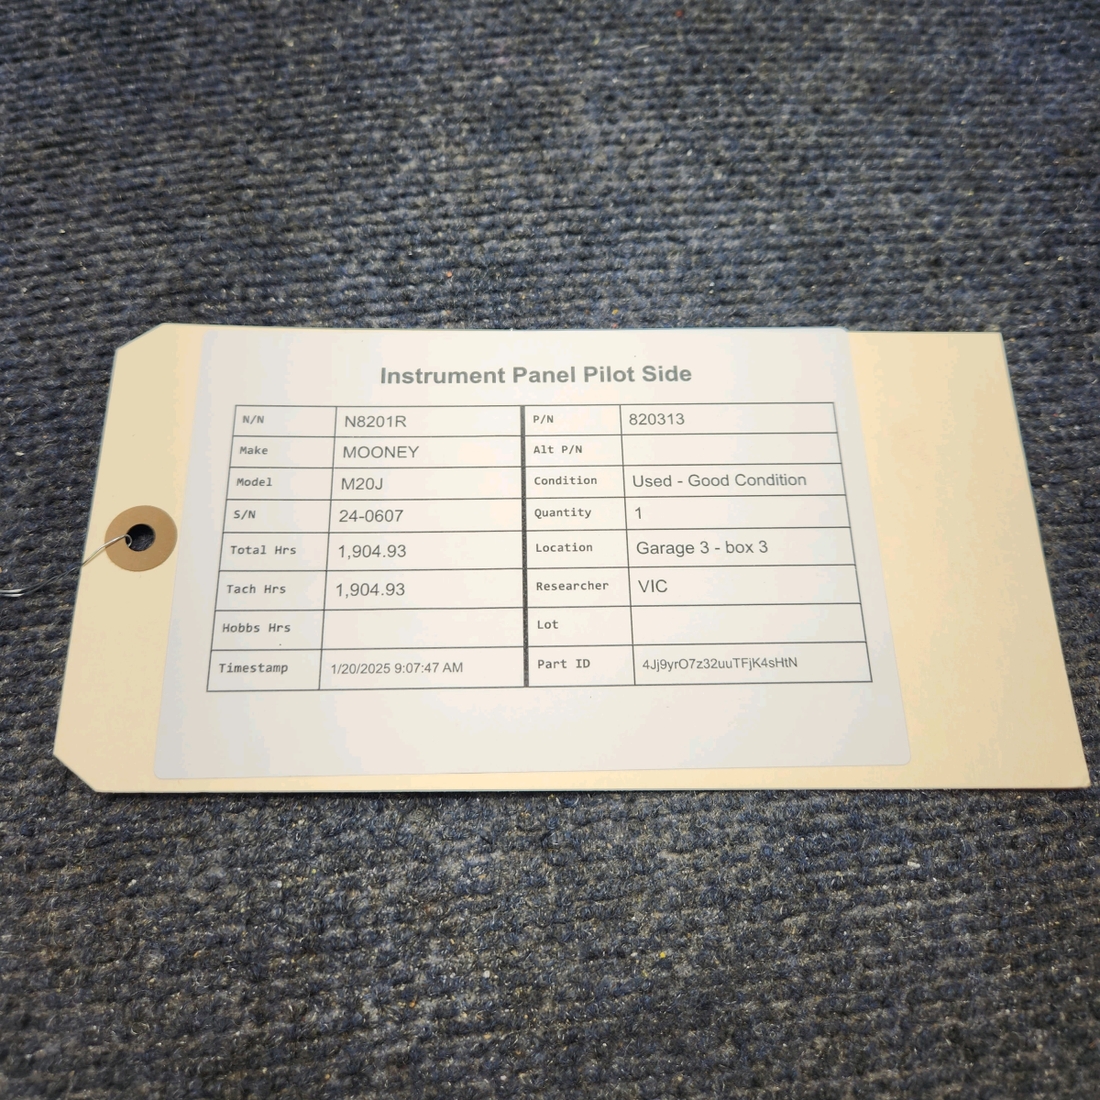 Instrument Panel Pilot Side
N/N N8201R P/N 820313
Make MOONEY Alt P/N
Model M20J Condition Used - Good Condition
S/N 24-0607 Quantity 1
Total Hrs 1,904.93 Location Garage 3 - box 3
Tach Hrs 1,904.93 Researcher VIC
Hobbs Hrs Lot
Timestamp 1/20/2025 9:07:47 AM Part ID 4Jj9yrO7z32uuTFjK4sHtN